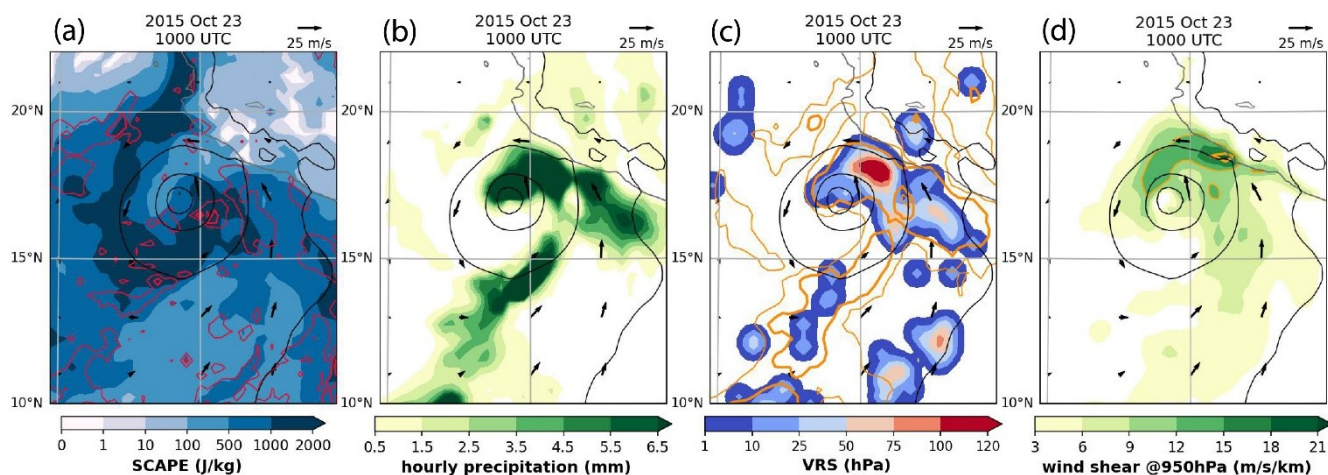 (a) 2015 Oct 23
1000 UTC 25 m/s
(b) 2015 Oct 23
1000 UTC 25 m/s
(c) 2015 Oct 23
1000 UTC 25 m/s
(d) 2015 Oct 23
1000 UTC 25 m/s
20°N 20°N 20°N 20°N
15°N 15°N 15°N 15°N
10°N 10°N 10°N 10°N
0 1 10 100 500 1000 2000
SCAPE (J/kg)
0.5 1.5 2.5 3.5 4.5 5.5 6.5
hourly precipitation (mm)
1 10 25 50 75 100 120
VRS (hPa)
3 6 9 12 15 18 21
wind shear @950hPa (m/s/km)